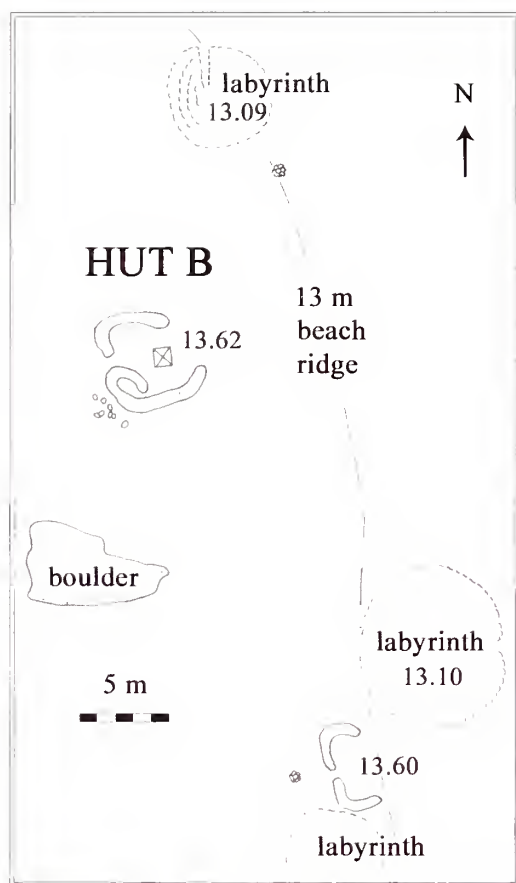 labyrinth
13.09
N
HUT B
13 m
beach
ridge
13.62
boulder
labyrinth
13.10
5 m
13.60
labyrinth